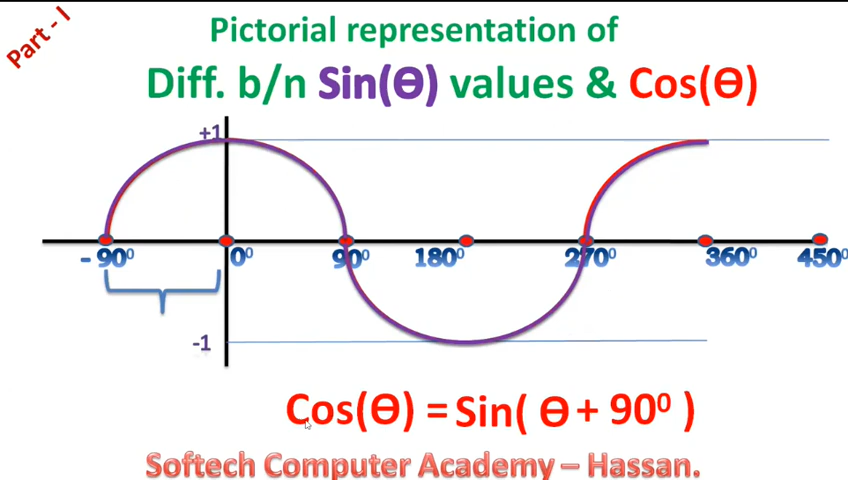 Part - I
Pictorial representation of
Diff. b/n Sin(Ɵ) values & Cos(Ɵ)
+1
- 90⁰ 0⁰ 90⁰ 180⁰ 270⁰ 360⁰ 450⁰
-1
Cos(Ɵ) = Sin( Ɵ + 90⁰ )
Softech Computer Academy – Hassan.